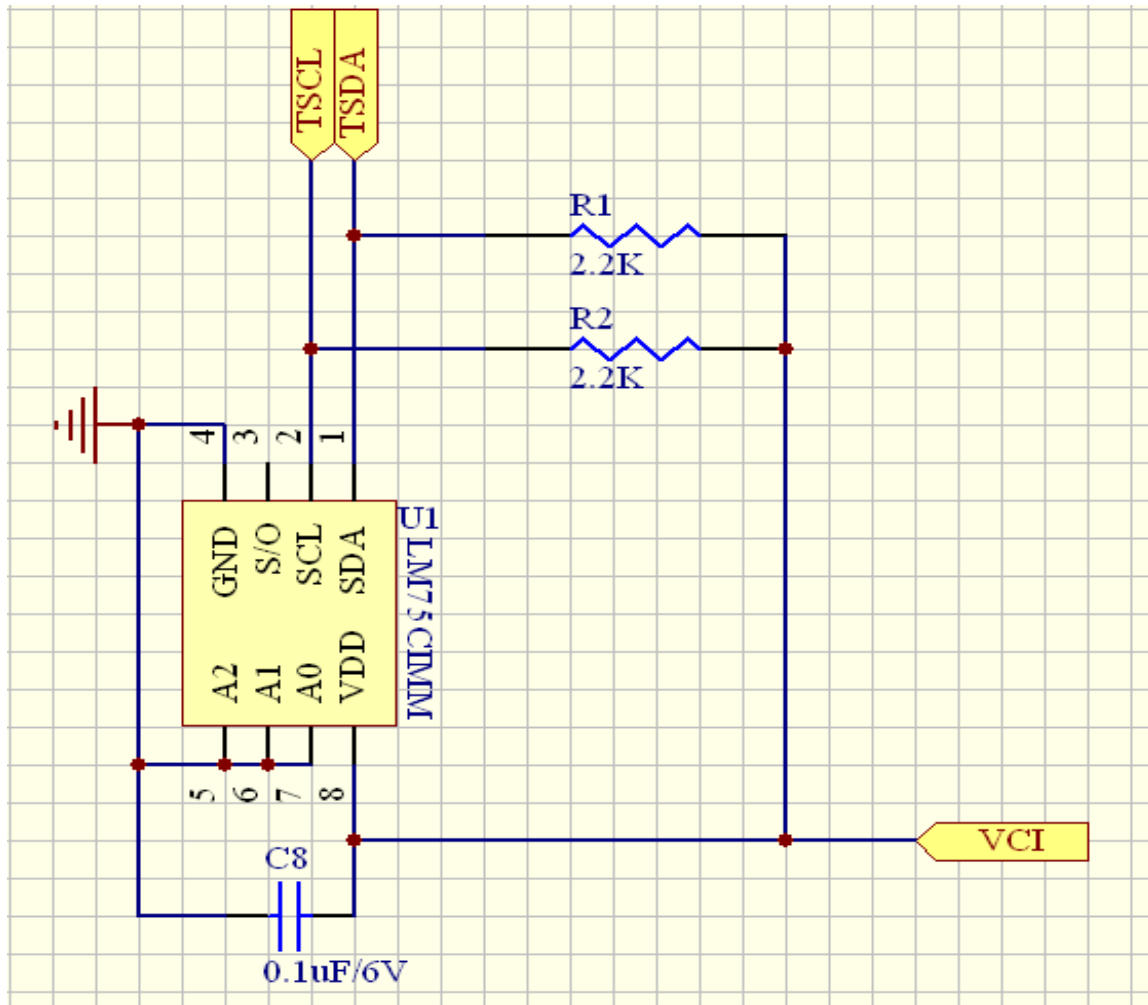 TSCL
TSDA
R1
2.2K
R2
2.2K
4
3
2
1
U1
LM75CIMM
GND
S/O
SCL
SDA
A2
A1
A0
VDD
5
6
7
8
VCI
C8
0.1uF/6V